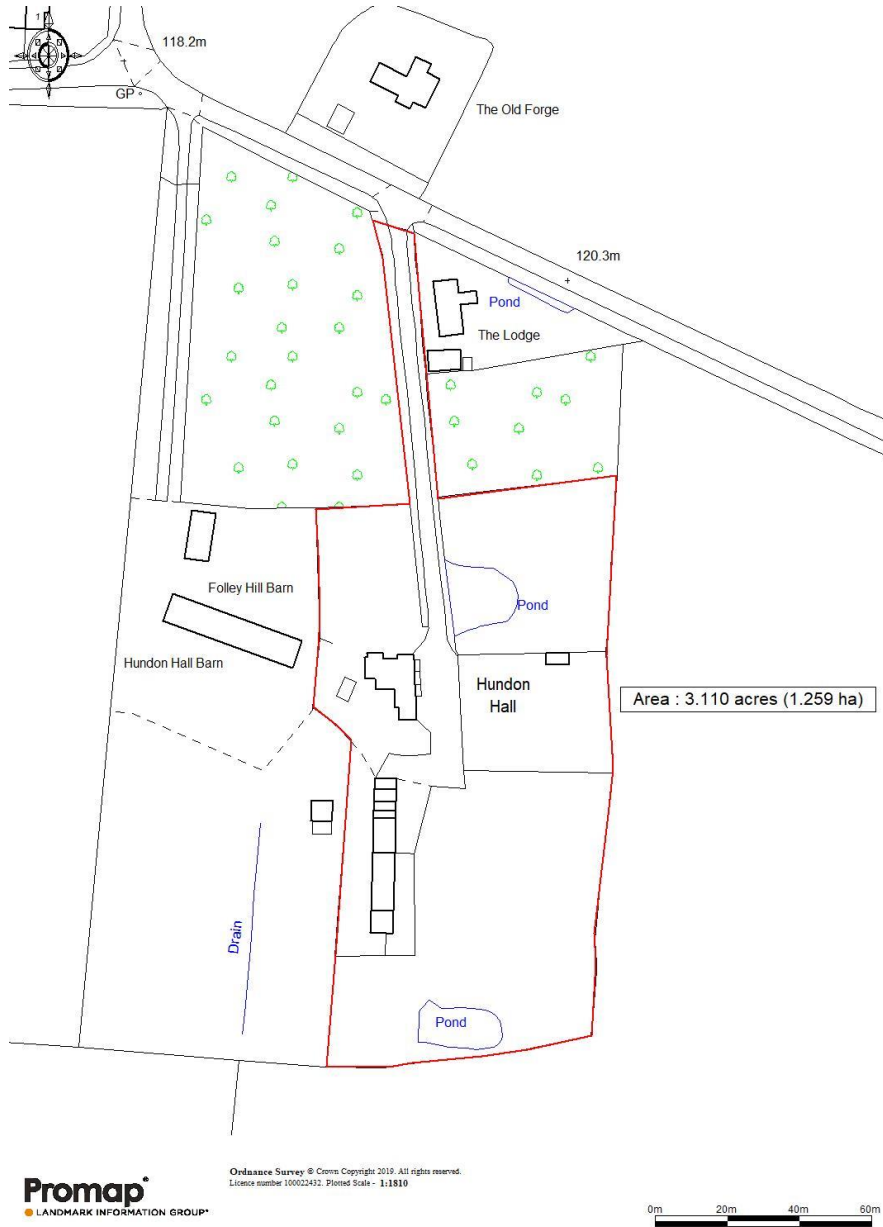 1
118.2m
GP
The Old Forge
120.3m
Pond
The Lodge
Folley Hill Barn
Pond
Hundon Hall Barn
Hundon
Hall
Area : 3.110 acres (1.259 ha)
Drain
Pond
Promap®
LANDMARK INFORMATION GROUP®
Ordnance Survey © Crown Copyright 2019. All rights reserved.
Licence number 100022432. Plotted Scale - 1:1810
0m 20m 40m 60m